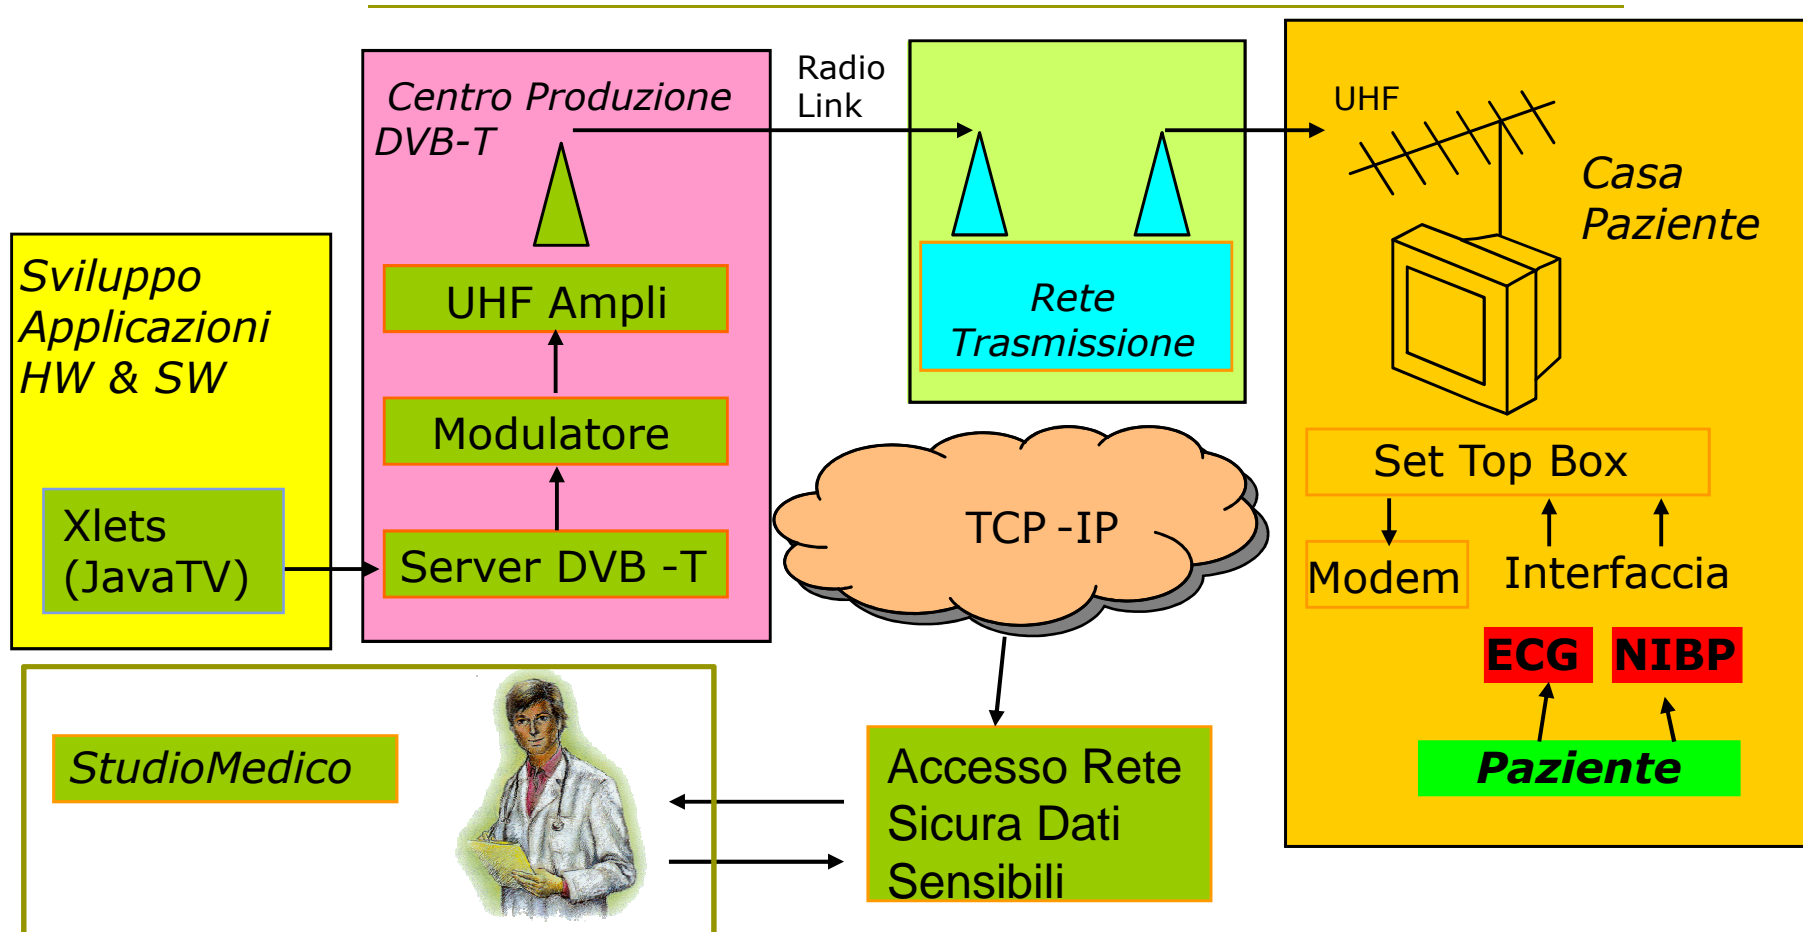 Sviluppo
Applicazioni
HW & SW
Xlets
(JavaTV)
Centro Produzione
DVB-T
UHF Ampli
Modulatore
Server DVB -T
Radio
Link
Rete
Trasmissione
TCP -IP
UHF
Casa
Paziente
Set Top Box
Modem
Interfaccia
ECG
NIBP
Paziente
StudioMedico
Accesso Rete
Sicura Dati
Sensibili